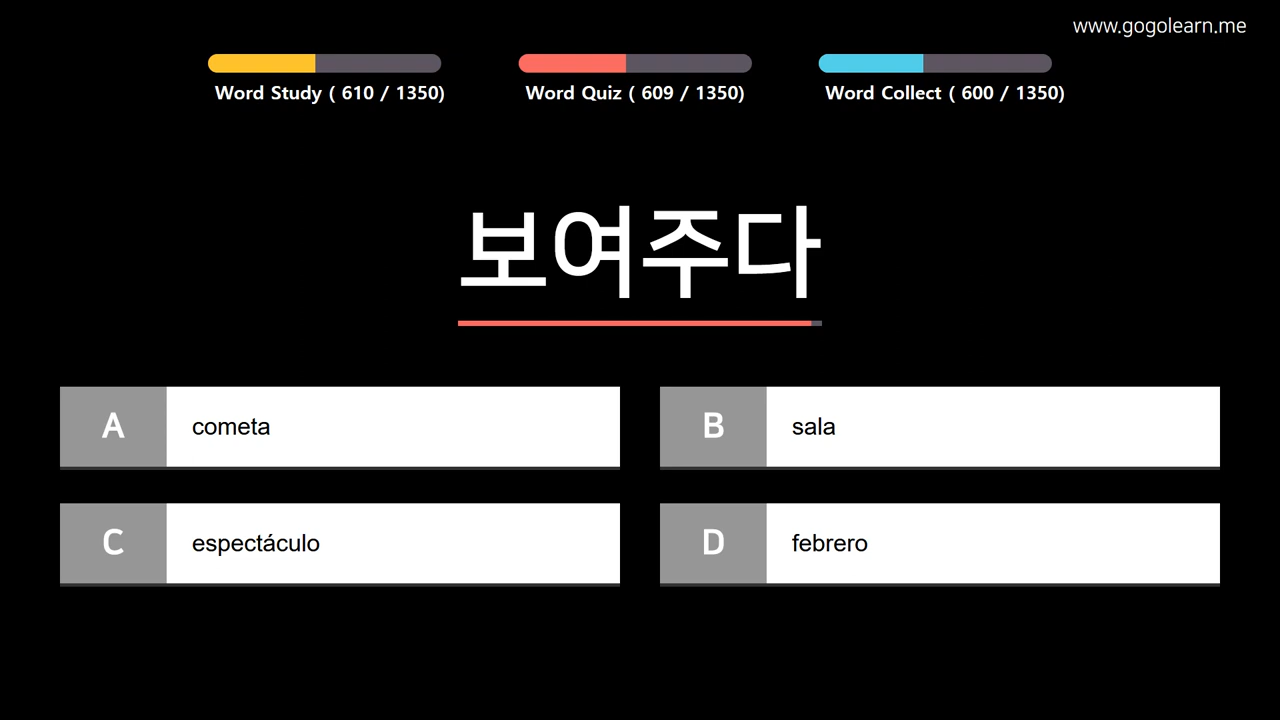 www.gogolearn.me
Word Study ( 610 / 1350)
Word Quiz ( 609 / 1350)
Word Collect ( 600 / 1350)
보여주다
A
cometa
B
sala
C
espectáculo
D
febrero